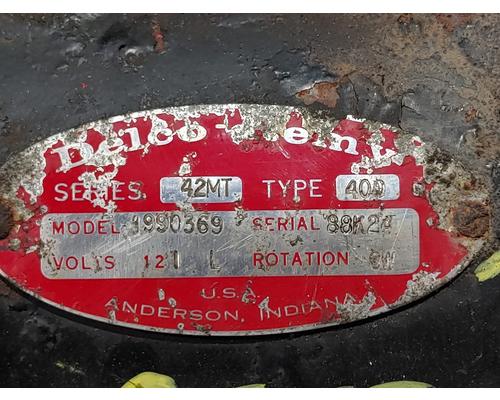 Delco-Remy
SERIES 42MT TYPE 400
MODEL 1990369 SERIAL 88K24
VOLTS 12 L ROTATION CW
U.S.A.
ANDERSON, INDIANA